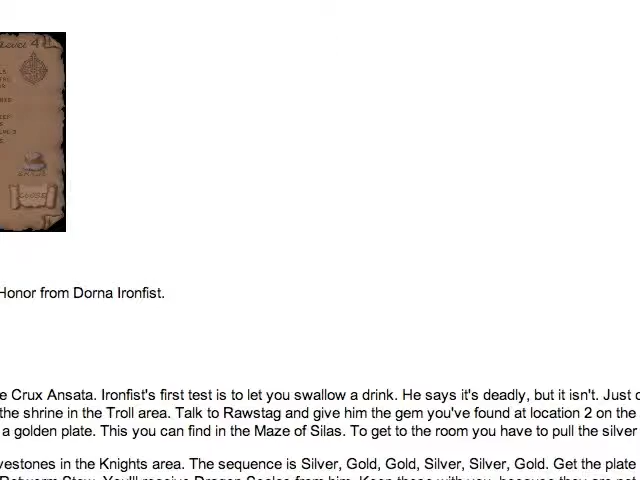 Level 4
Honor from Dorna Ironfist.
e Crux Ansata. Ironfist's first test is to let you swallow a drink. He says it's deadly, but it isn't. Just
the shrine in the Troll area. Talk to Rawstag and give him the gem you've found at location 2 on the
a golden plate. This you can find in the Maze of Silas. To get to the room you have to pull the silver
vestones in the Knights area. The sequence is Silver, Gold, Gold, Silver, Silver, Gold. Get the plate